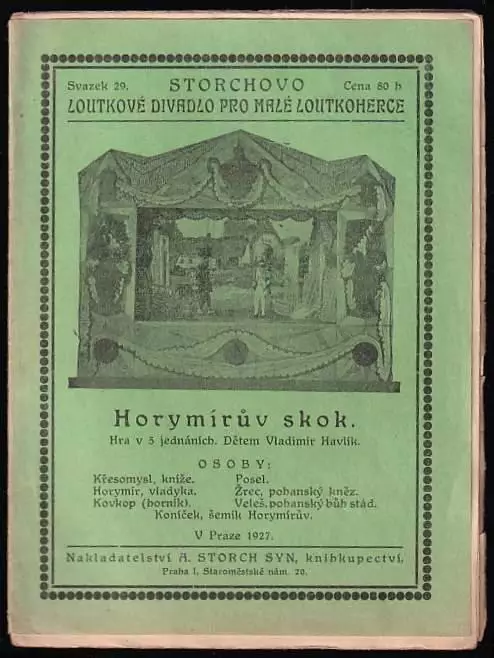 Svazek 29. STORCHOVO Cena 80 h
LOUTKOVÉ DIVADLO PRO MALÉ LOUTKOHERCE
Horymírův skok.
Hra v 5 jednáních. Dětem Vladimír Havlík.
OSOBY:
Křesomysl, kníže. Posel.
Horymír, vladyka. Žrec, pohanský kněz.
Kovkop (horník). Veleš, pohanský bůh stád.
Koníček, šemík Horymírův.
V Praze 1927.
Nakladatelství A. STORCH SYN, knihkupectví,
Praha I, Staroměstské nám. 20.